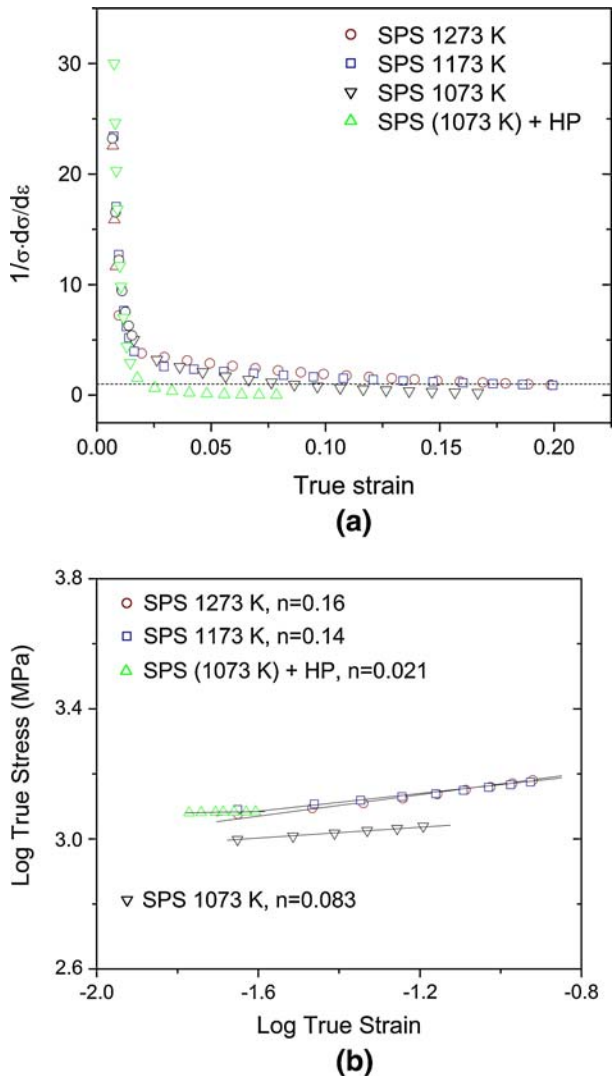 SPS 1273 K
SPS 1173 K
SPS 1073 K
SPS (1073 K) + HP
30
20
10
0
1/σ·dσ/dε
0.00 0.05 0.10 0.15 0.20
True strain
(a)
3.8
3.4
3.0
2.6
Log True Stress (MPa)
SPS 1273 K, n=0.16
SPS 1173 K, n=0.14
SPS (1073 K) + HP, n=0.021
SPS 1073 K, n=0.083
-2.0 -1.6 -1.2 -0.8
Log True Strain
(b)